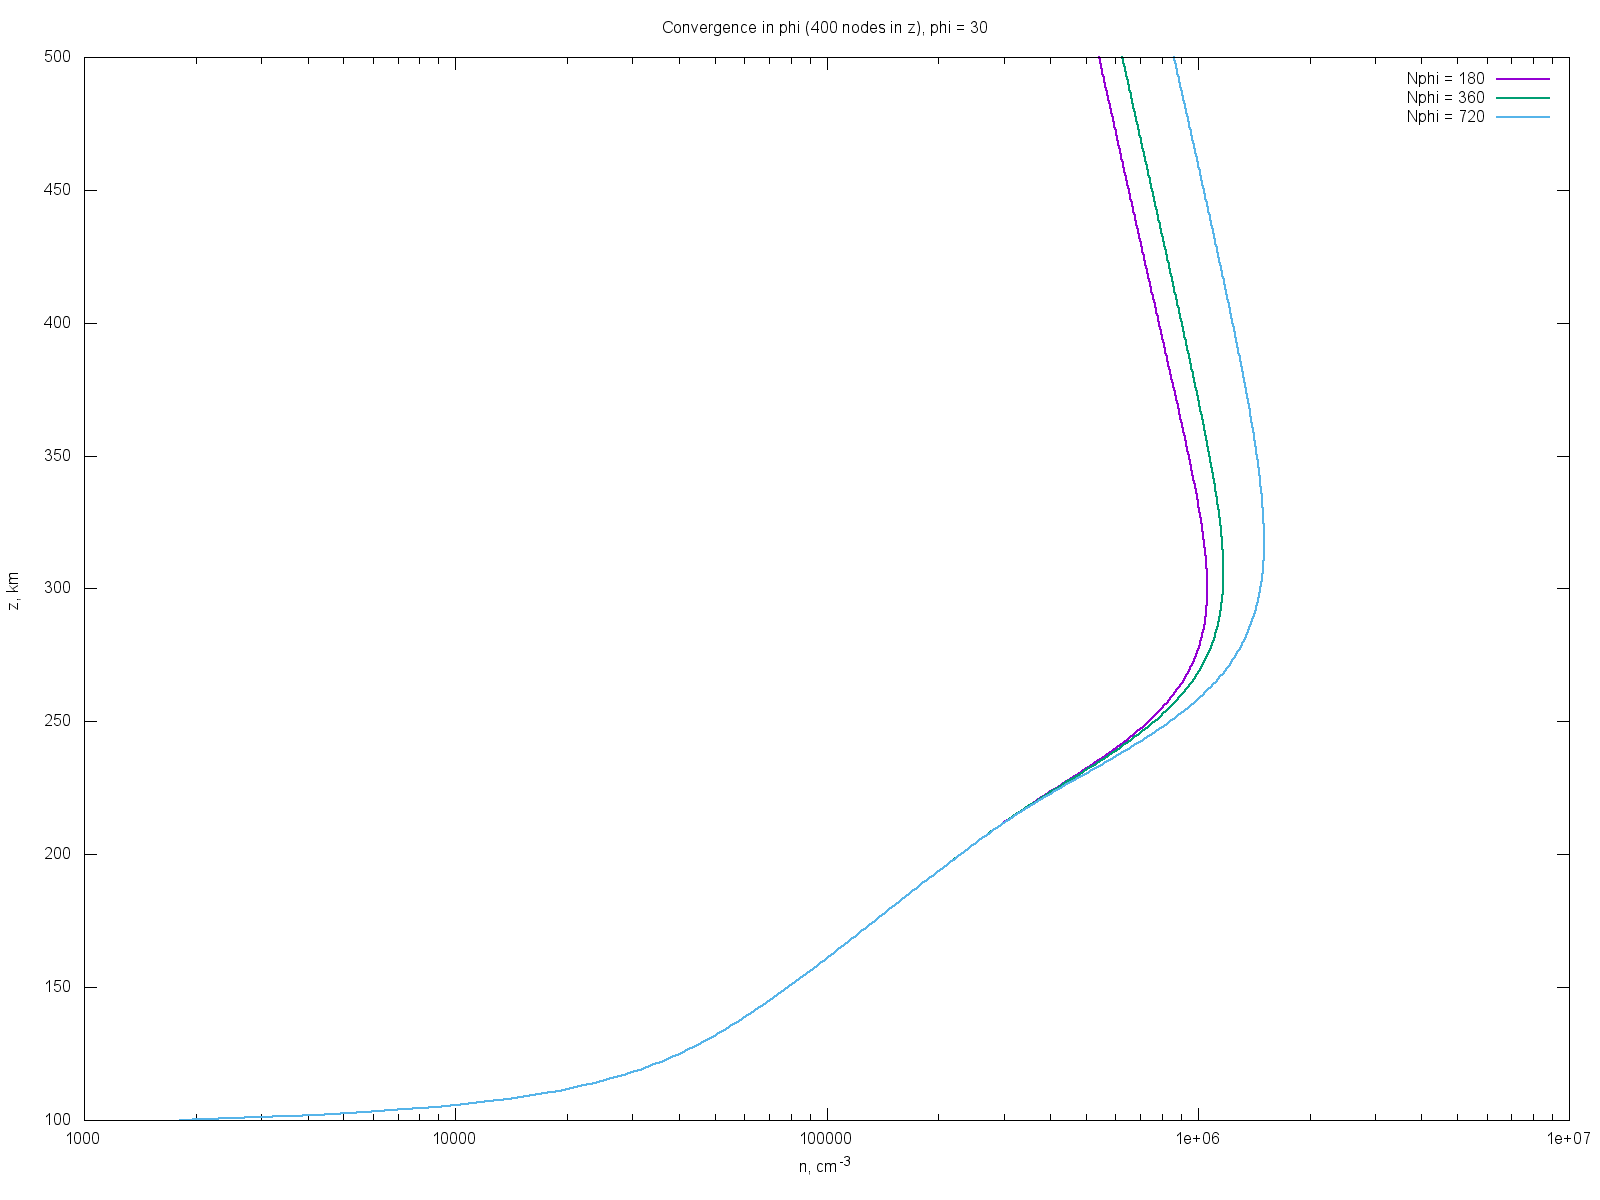 Convergence in phi (400 nodes in z), phi = 30
500
450
400
350
300
250
200
150
100
z, km
Nphi = 180
Nphi = 360
Nphi = 720
1000 10000 100000 1e+06 1e+07
n, cm-3